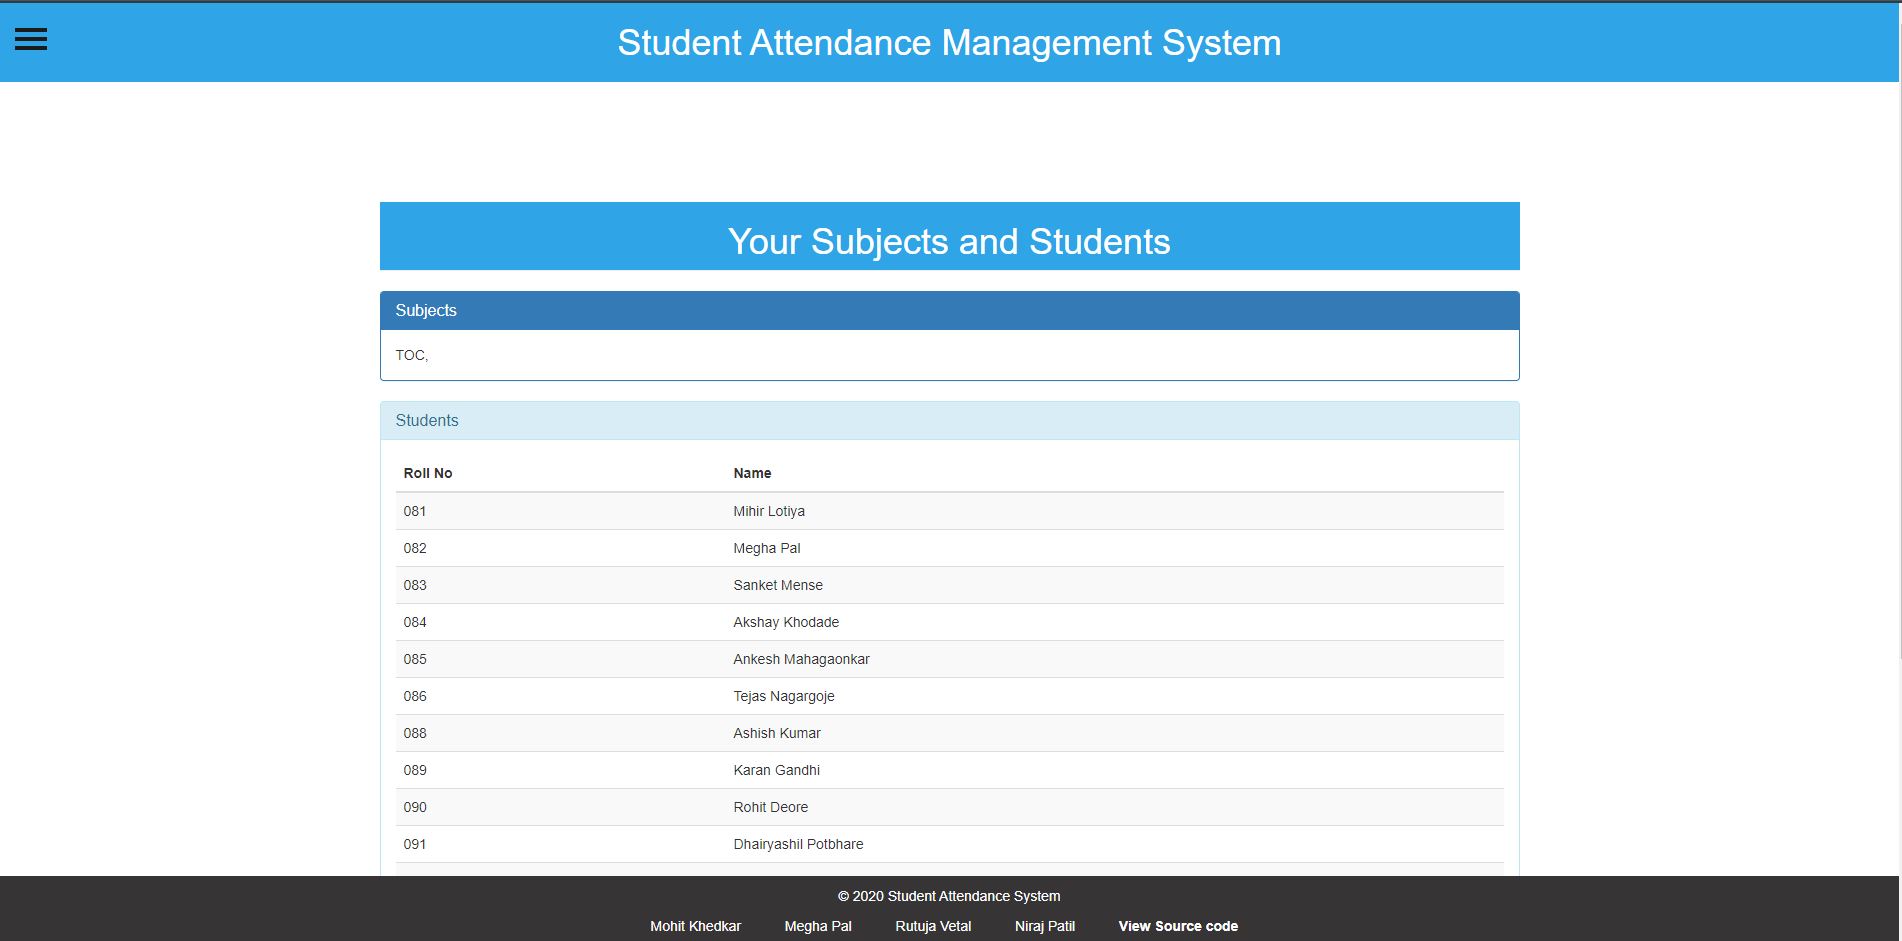 Student Attendance Management System
Your Subjects and Students
Subjects
TOC,
Students
Roll No Name
081 Mihir Lotiya
082 Megha Pal
083 Sanket Mense
084 Akshay Khodade
085 Ankesh Mahagaonkar
086 Tejas Nagargoje
088 Ashish Kumar
089 Karan Gandhi
090 Rohit Deore
091 Dhairyashil Potbhare
© 2020 Student Attendance System
Mohit Khedkar Megha Pal Rutuja Vetal Niraj Patil View Source code